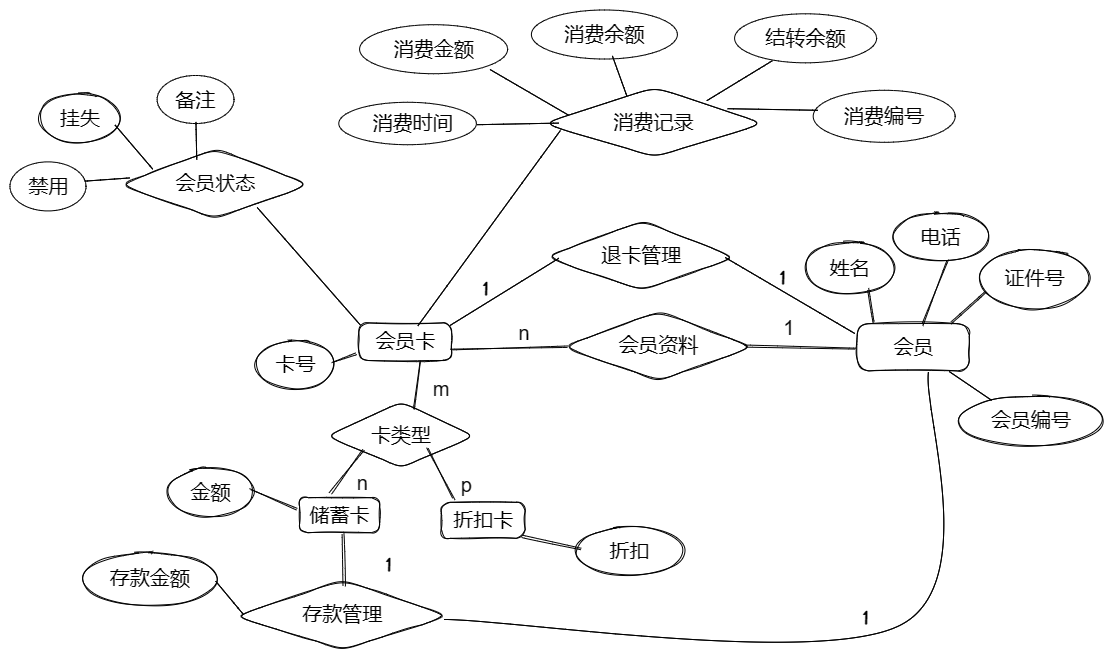 消费金额
消费余额
结转余额
消费时间
消费记录
消费编号
备注
挂失
禁用
会员状态
退卡管理
1
1
姓名
电话
证件号
会员卡
n
会员资料
1
n
会员
卡号
会员编号
m
卡类型
n
p
金额
储蓄卡
折扣卡
折扣
1
存款金额
存款管理
1